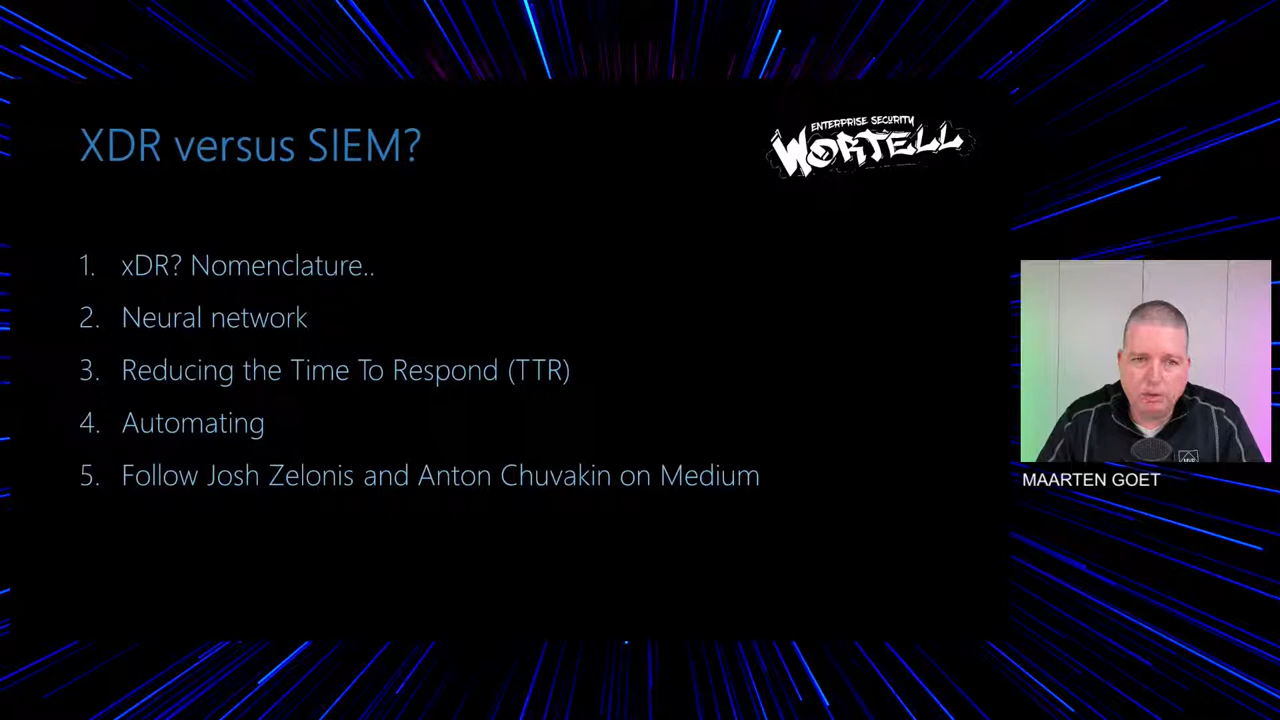 XDR versus SIEM?
ENTERPRISE SECURITY
WORTELL
1. xDR? Nomenclature..
2. Neural network
3. Reducing the Time To Respond (TTR)
4. Automating
5. Follow Josh Zelonis and Anton Chuvakin on Medium
MAARTEN GOET